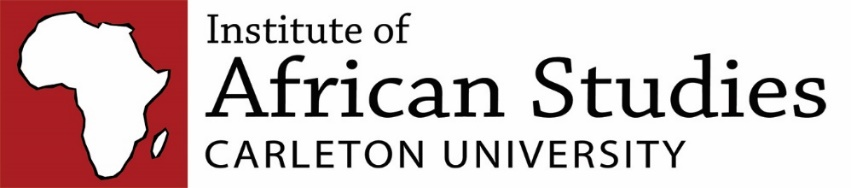 Institute of
African Studies
CARLETON UNIVERSITY